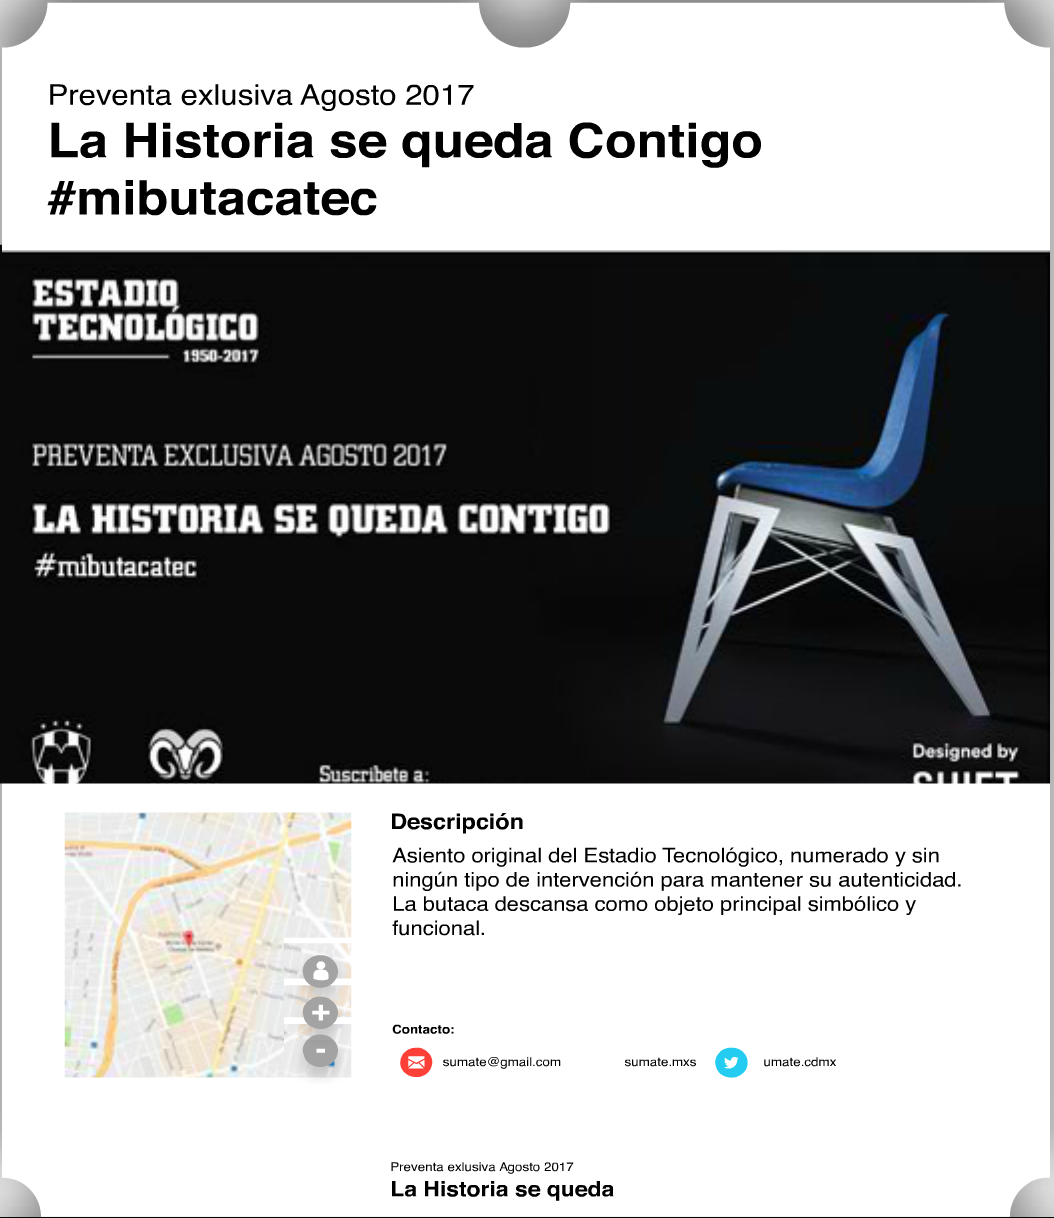 Preventa exlusiva Agosto 2017
La Historia se queda Contigo
#mibutacatec
ESTADIO
TECNOLÓGICO
1950-2017
PREVENTA EXCLUSIVA AGOSTO 2017
LA HISTORIA SE QUEDA CONTIGO
#mibutacatec
Suscribete a:
Designed by
Descripción
Asiento original del Estadio Tecnológico, numerado y sin
ningún tipo de intervención para mantener su autenticidad.
La butaca descansa como objeto principal simbólico y
funcional.
Contacto:
sumate@gmail.com sumate.mxs umate.cdmx
Preventa exlusiva Agosto 2017
La Historia se queda